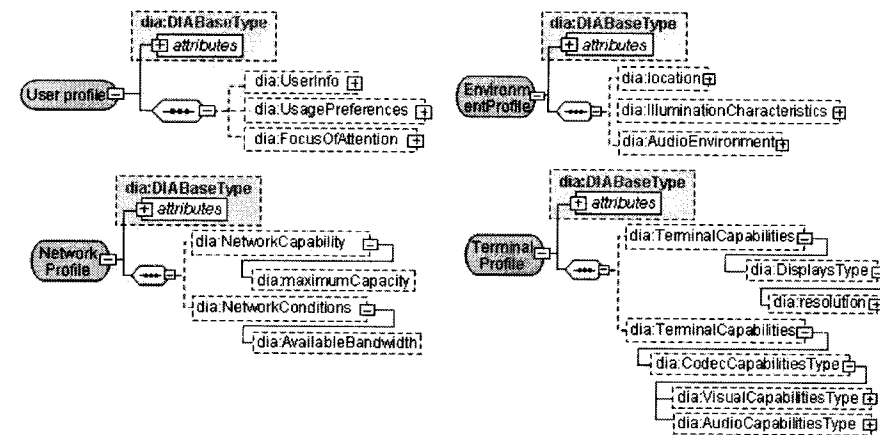 dia:DIABaseType
attributes
User profile
dia:UserInfo
dia:UsagePreferences
dia:FocusOfAttention
dia:DIABaseType
attributes
Environm
entProfile
dia:location
dia:IlluminationCharacteristics
dia:AudioEnvironment
dia:DIABaseType
attributes
Network
Profile
dia:NetworkCapability
dia:maximumCapacity
dia:NetworkConditions
dia:AvailableBandwidth
dia:DIABaseType
attributes
Terminal
Profile
dia:TerminalCapabilities
dia:DisplaysType
dia:resolution
dia:TerminalCapabilities
dia:CodecCapabilitiesType
dia:VisualCapabilitiesType
dia:AudioCapabilitiesType